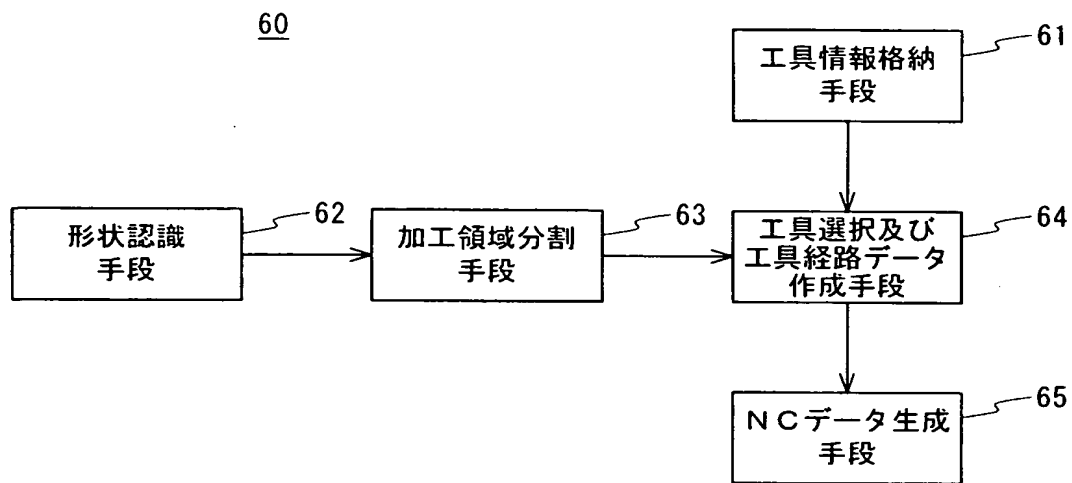 60
工具情報格納
手段
61
形状認識
手段
62
加工領域分割
手段
63
工具選択及び
工具経路データ
作成手段
64
NCデータ生成
手段
65